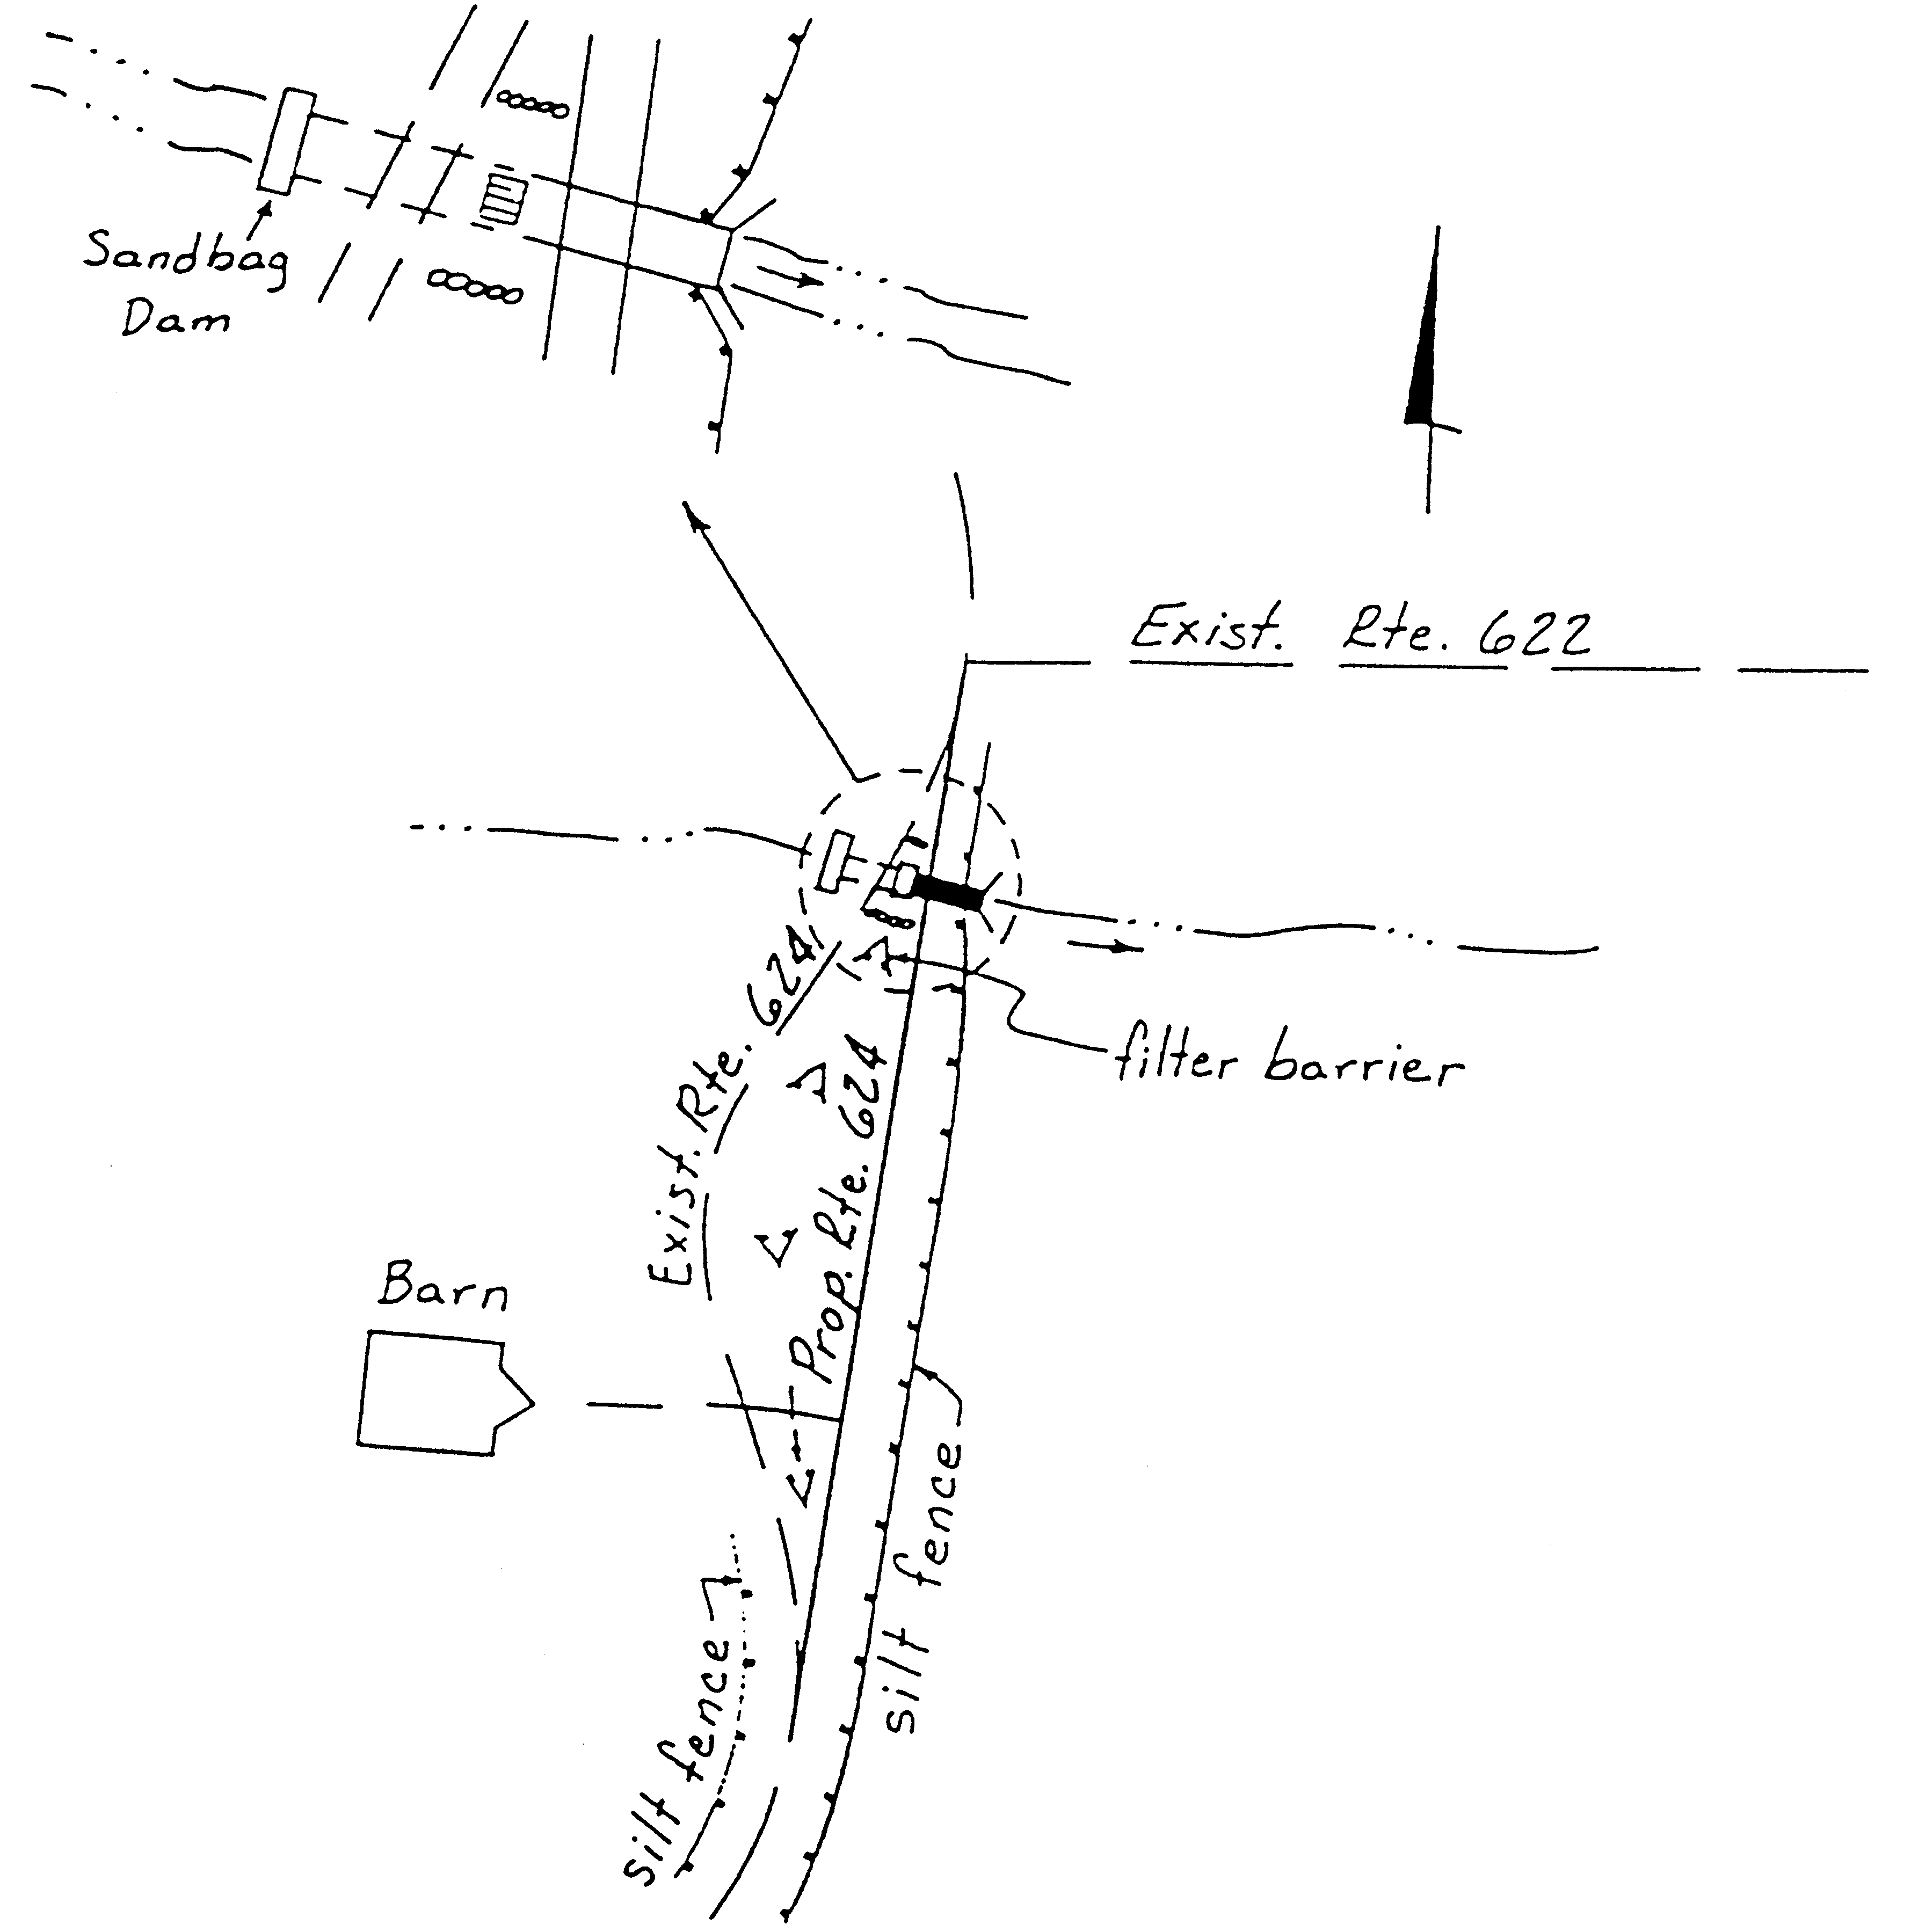 Sandbag
Dam
Exist. Rte. 622
Exist. Rte. 624
Prop. Rte. 624
filter barrier
Barn
silt fence
silt fence